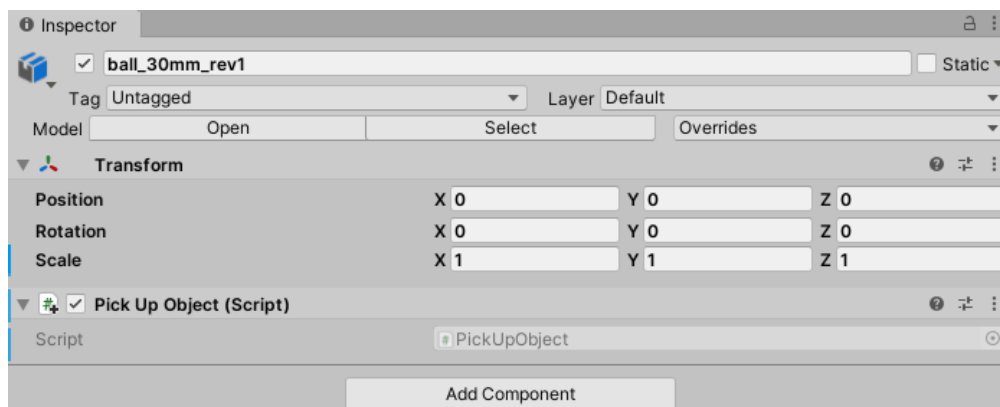 Inspector
ball_30mm_rev1 Static
Tag Untagged Layer Default
Model Open Select Overrides
Transform
Position X 0 Y 0 Z 0
Rotation X 0 Y 0 Z 0
Scale X 1 Y 1 Z 1
# Pick Up Object (Script)
Script # PickUpObject
Add Component